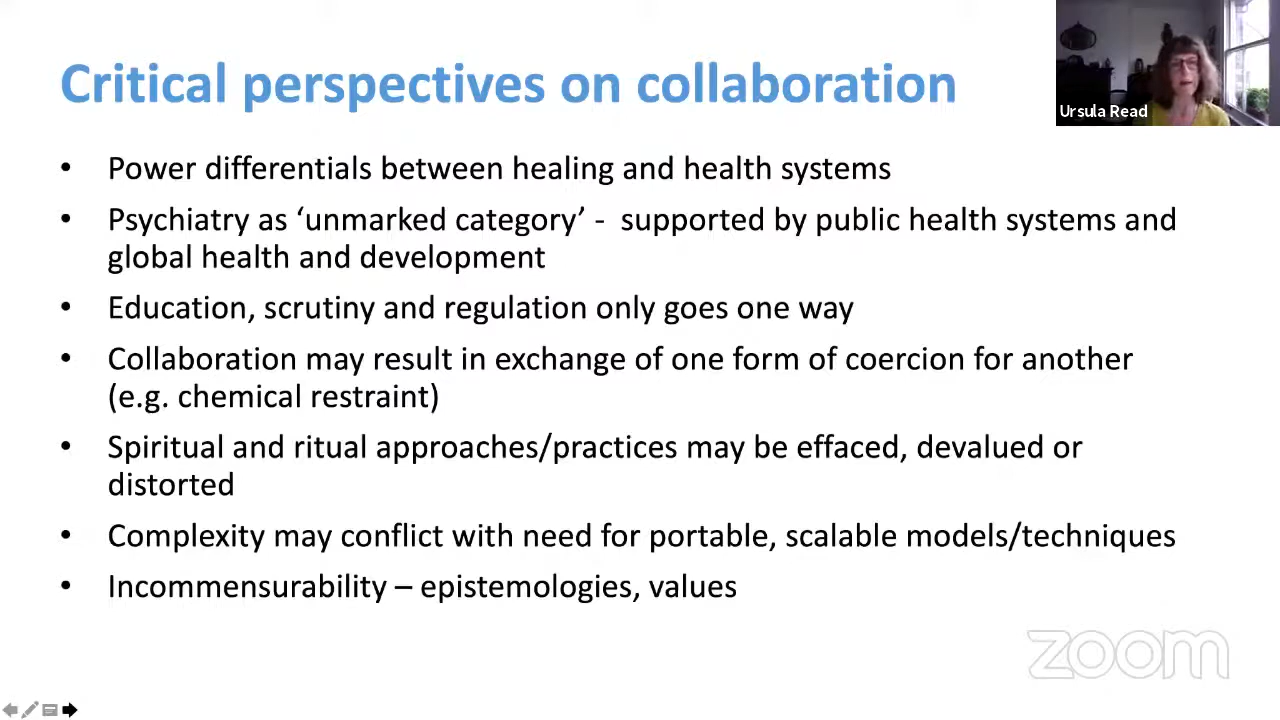 Critical perspectives on collaboration
Ursula Read
• Power differentials between healing and health systems
• Psychiatry as ‘unmarked category’ - supported by public health systems and
global health and development
• Education, scrutiny and regulation only goes one way
• Collaboration may result in exchange of one form of coercion for another
(e.g. chemical restraint)
• Spiritual and ritual approaches/practices may be effaced, devalued or
distorted
• Complexity may conflict with need for portable, scalable models/techniques
• Incommensurability – epistemologies, values
zoom